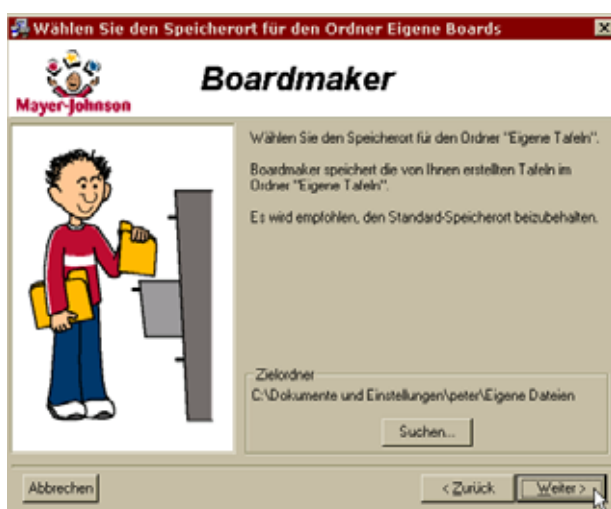 Wählen Sie den Speicherort für den Ordner Eigene Boards
Mayer-Johnson
Boardmaker
Wählen Sie den Speicherort für den Ordner "Eigene Tafeln".
Boardmaker speichert die von Ihnen erstellten Tafeln im
Ordner "Eigene Tafeln".
Es wird empfohlen, den Standard-Speicherort beizubehalten.
Zielordner
C:\Dokumente und Einstellungen\peter\Eigene Dateien
Suchen...
Abbrechen
< Zurück
Weiter >